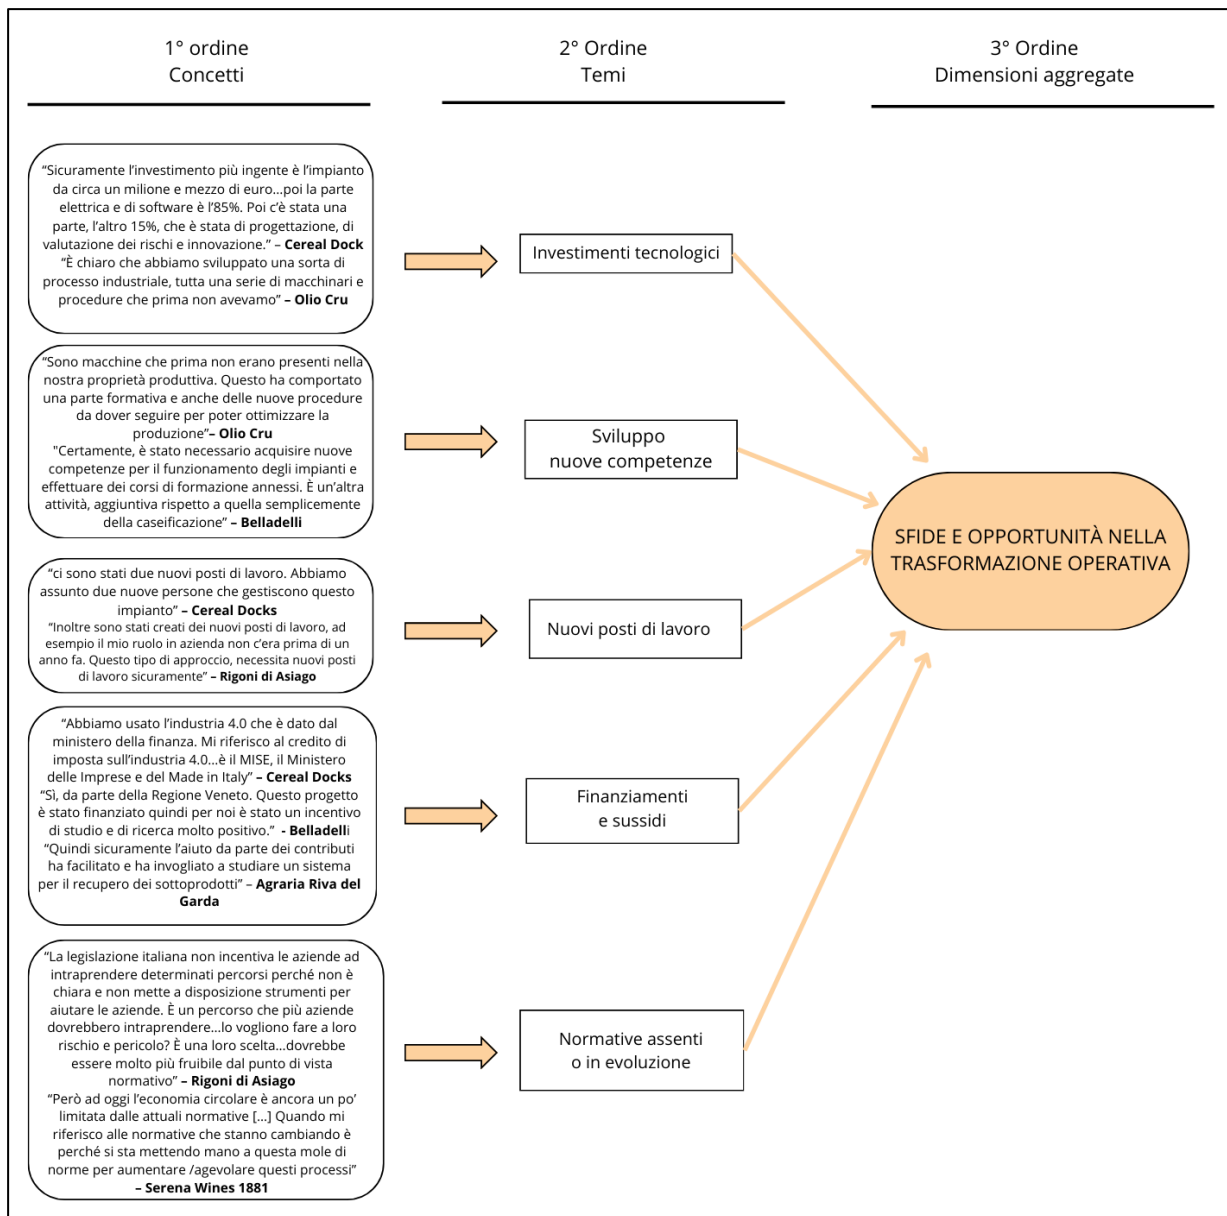 1° ordine
Concetti
2° Ordine
Temi
3° Ordine
Dimensioni aggregate
“Sicuramente l’investimento più ingente è l’impianto
da circa un milione e mezzo di euro…poi la parte
elettrica e di software è l’85%. Poi c’è stata una
parte, l’altro 15%, che è stata di progettazione, di
valutazione dei rischi e innovazione.” – Cereal Dock
“È chiaro che abbiamo sviluppato una sorta di
processo industriale, tutta una serie di macchinari e
procedure che prima non avevamo” – Olio Cru
Investimenti tecnologici
“Sono macchine che prima non erano presenti nella
nostra proprietà produttiva. Questo ha comportato
una parte formativa e anche delle nuove procedure
da dover seguire per poter ottimizzare la
produzione”– Olio Cru
"Certamente, è stato necessario acquisire nuove
competenze per il funzionamento degli impianti e
effettuare dei corsi di formazione annessi. È un’altra
attività, aggiuntiva rispetto a quella semplicemente
della caseificazione” – Belladelli
Sviluppo
nuove competenze
SFIDE E OPPORTUNITÀ NELLA
TRASFORMAZIONE OPERATIVA
“ci sono stati due nuovi posti di lavoro. Abbiamo
assunto due nuove persone che gestiscono questo
impianto” – Cereal Docks
“Inoltre sono stati creati dei nuovi posti di lavoro, ad
esempio il mio ruolo in azienda non c’era prima di un
anno fa. Questo tipo di approccio, necessita nuovi posti
di lavoro sicuramente” – Rigoni di Asiago
Nuovi posti di lavoro
“Abbiamo usato l’industria 4.0 che è dato dal
ministero della finanza. Mi riferisco al credito di
imposta sull’industria 4.0…è il MISE, il Ministero
delle Imprese e del Made in Italy” – Cereal Docks
“Sì, da parte della Regione Veneto. Questo progetto
è stato finanziato quindi per noi è stato un incentivo
di studio e di ricerca molto positivo.” - Belladelli
“Quindi sicuramente l’aiuto da parte dei contributi
ha facilitato e ha invogliato a studiare un sistema
per il recupero dei sottoprodotti” – Agraria Riva del
Garda
Finanziamenti
e sussidi
“La legislazione italiana non incentiva le aziende ad
intraprendere determinati percorsi perché non è
chiara e non mette a disposizione strumenti per
aiutare le aziende. È un percorso che più aziende
dovrebbero intraprendere…lo vogliono fare a loro
rischio e pericolo? È una loro scelta…dovrebbe
essere molto più fruibile dal punto di vista
normativo” – Rigoni di Asiago
“Però ad oggi l’economia circolare è ancora un po’
limitata dalle attuali normative […] Quando mi
riferisco alle normative che stanno cambiando è
perché si sta mettendo mano a questa mole di
norme per aumentare /agevolare questi processi”
– Serena Wines 1881
Normative assenti
o in evoluzione